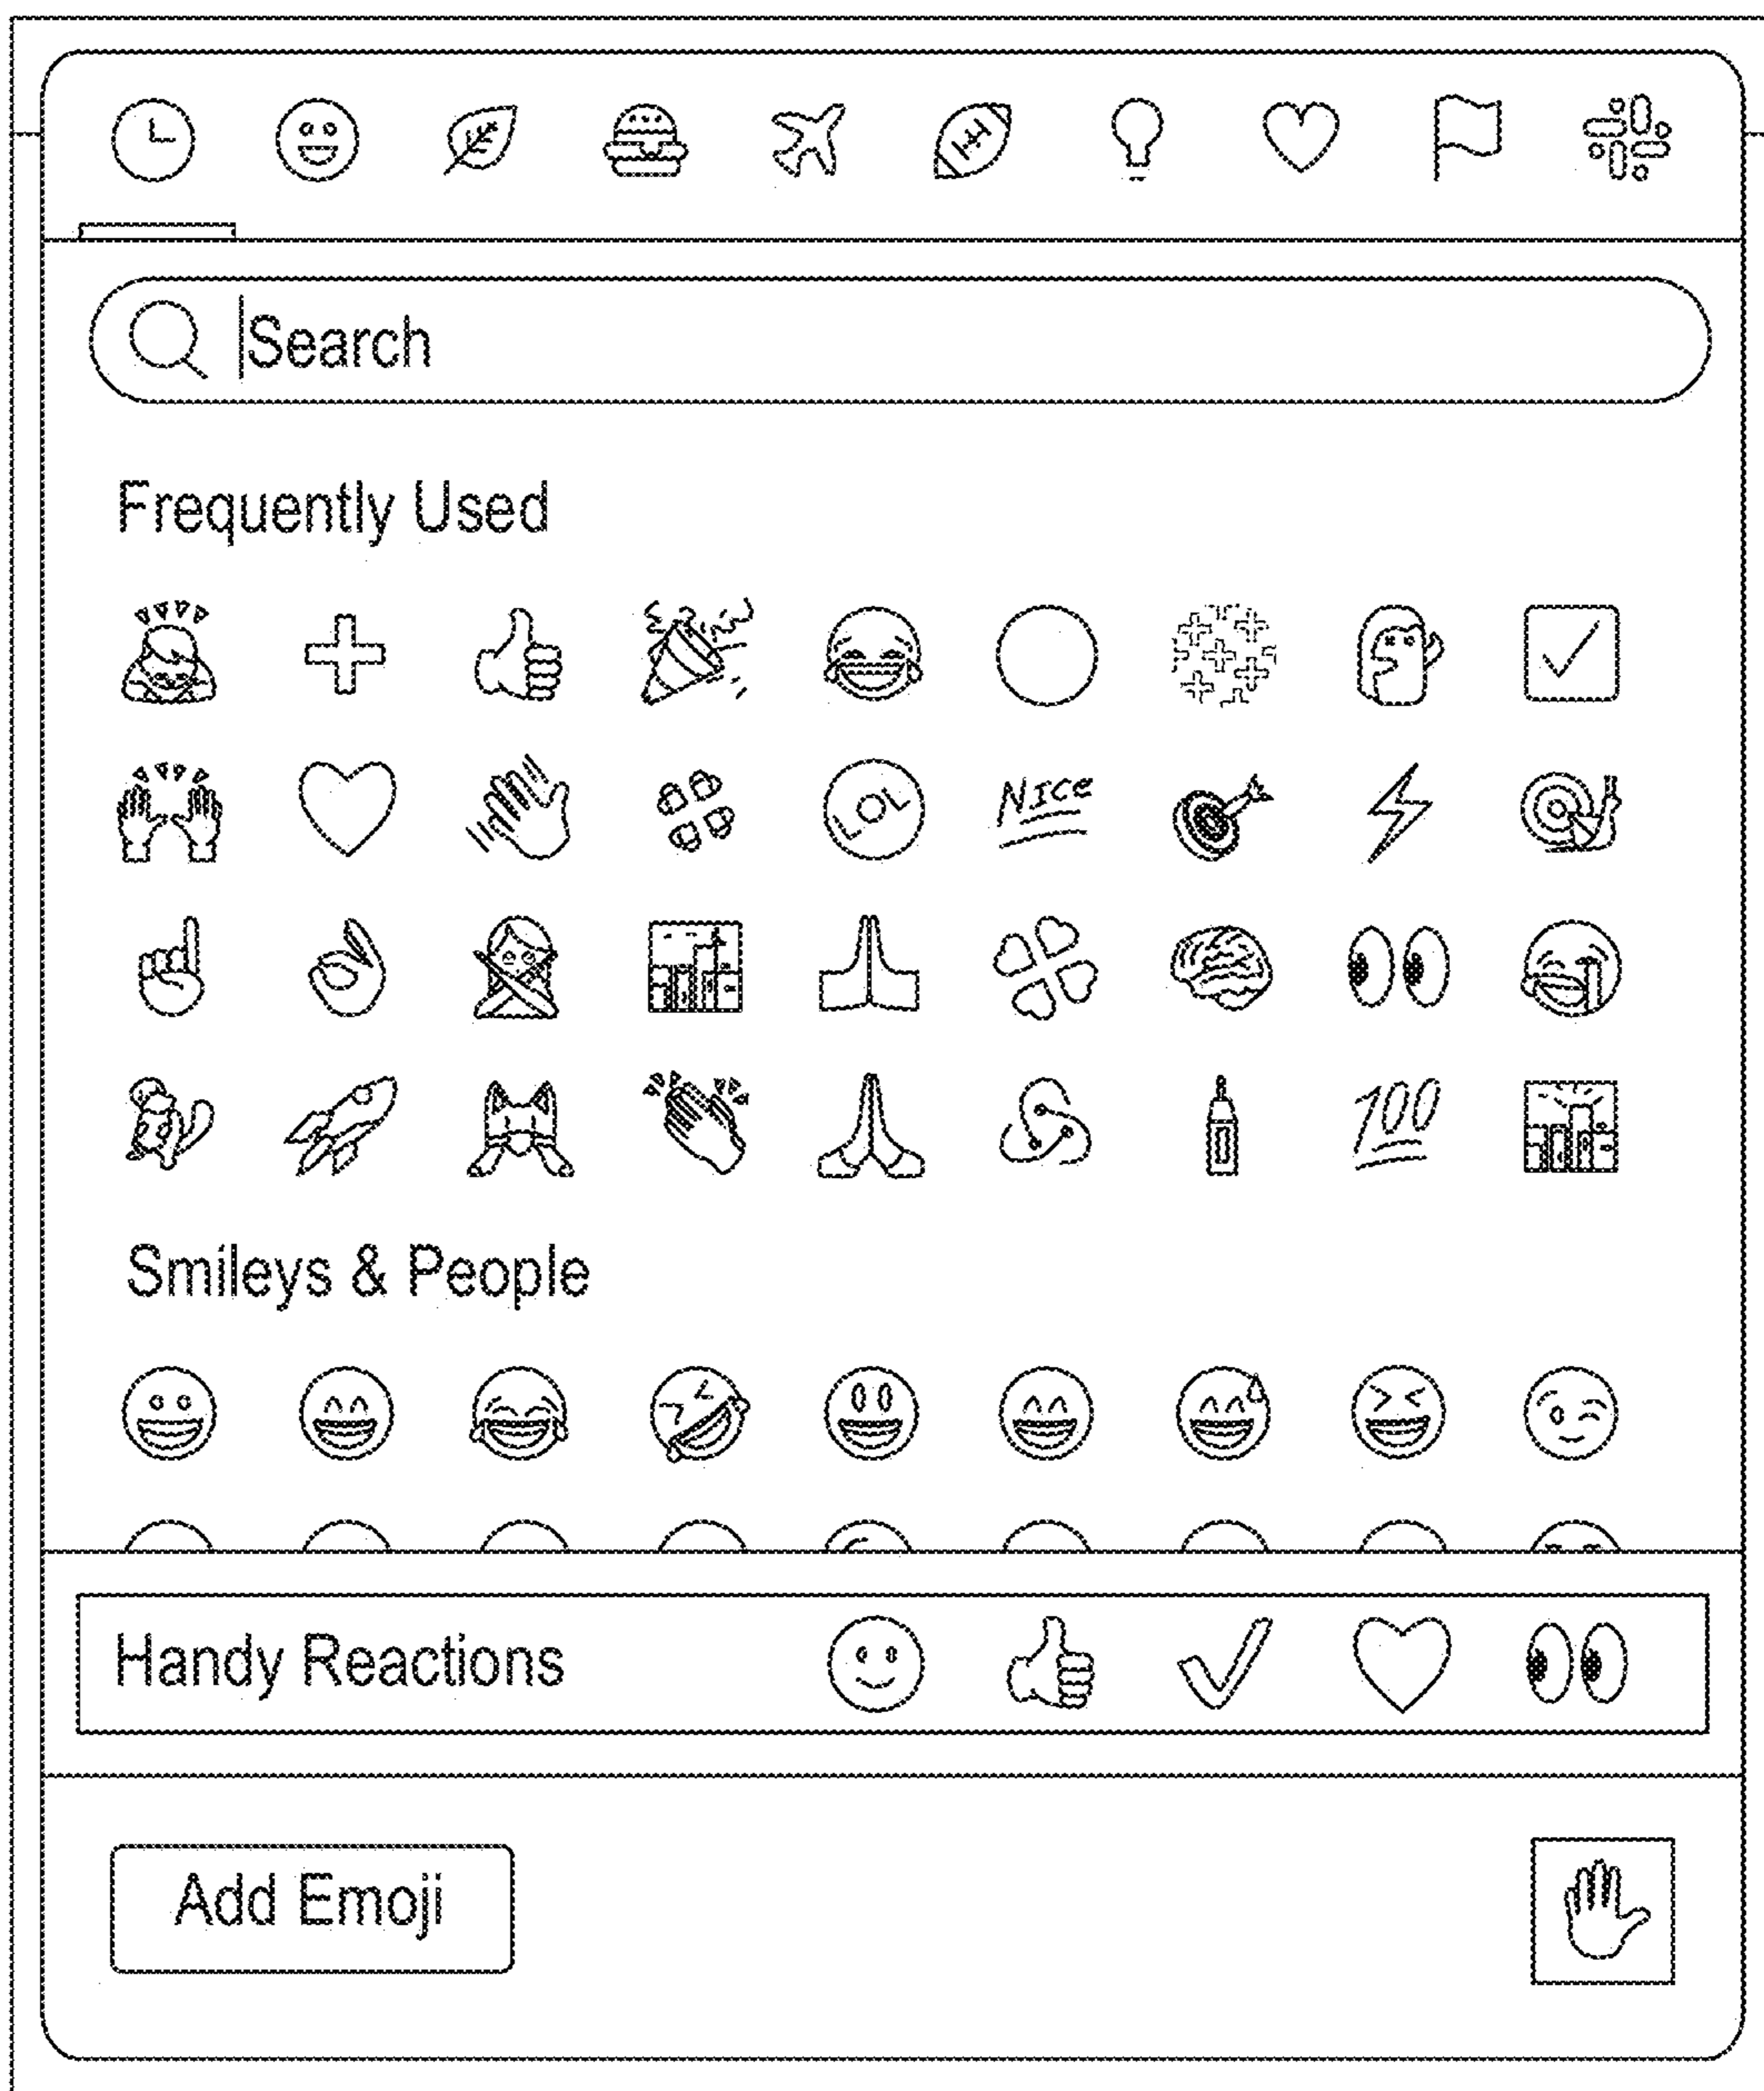 Search
Frequently Used
LOL
NICE
100
Smileys & People
Handy Reactions
Add Emoji